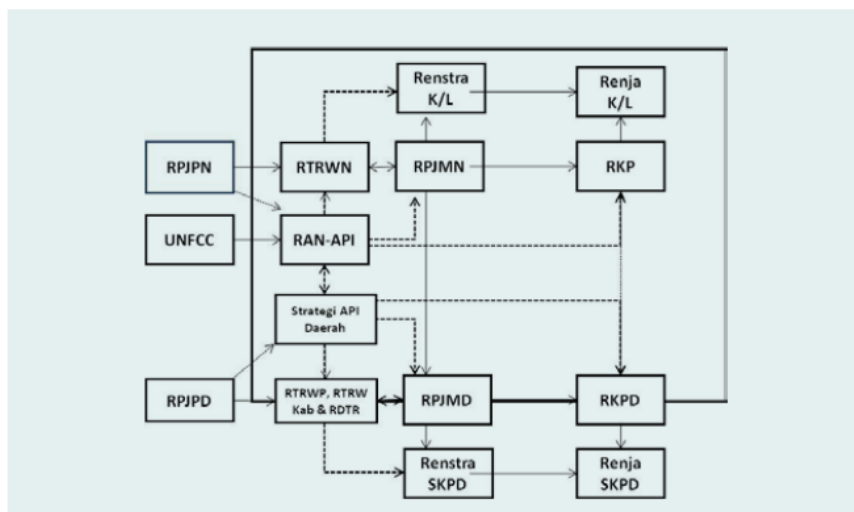 Renstra
K/L
Renja
K/L
RPJPN
RTRWN
RPJMN
RKP
UNFCC
RAN-API
Strategi API
Daerah
RPJPD
RTRWP, RTRW
Kab & RDTR
RPJMD
RKPD
Renstra
SKPD
Renja
SKPD